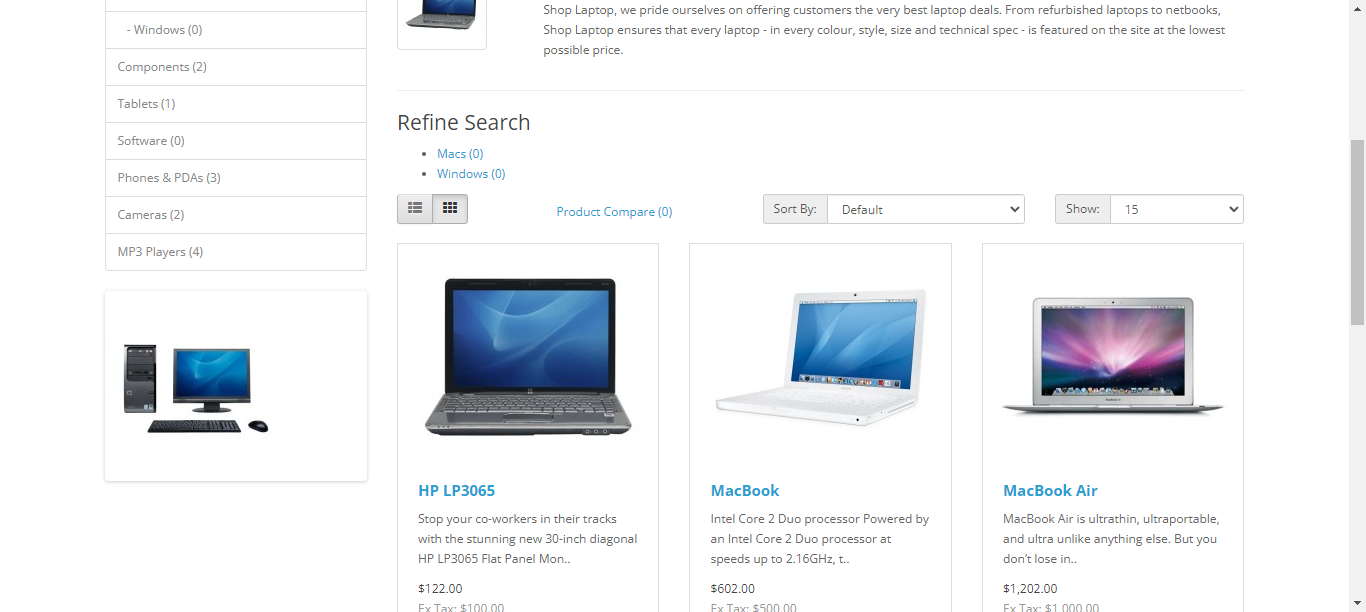 - Windows (0)
Components (2)
Tablets (1)
Software (0)
Phones & PDAs (3)
Cameras (2)
MP3 Players (4)
Shop Laptop, we pride ourselves on offering customers the very best laptop deals. From refurbished laptops to netbooks,
Shop Laptop ensures that every laptop - in every colour, style, size and technical spec - is featured on the site at the lowest
possible price.
Refine Search
Macs (0)
Windows (0)
Product Compare (0)
Sort By:
Default
Show:
15
HP LP3065
Stop your co-workers in their tracks
with the stunning new 30-inch diagonal
HP LP3065 Flat Panel Mon..
$122.00
Ex Tax: $100.00
MacBook
Intel Core 2 Duo processor Powered by
an Intel Core 2 Duo processor at
speeds up to 2.16GHz, t..
$602.00
Ex Tax: $500.00
MacBook Air
MacBook Air is ultrathin, ultraportable,
and ultra unlike anything else. But you
don’t lose in..
$1,202.00
Ex Tax: $1,000.00